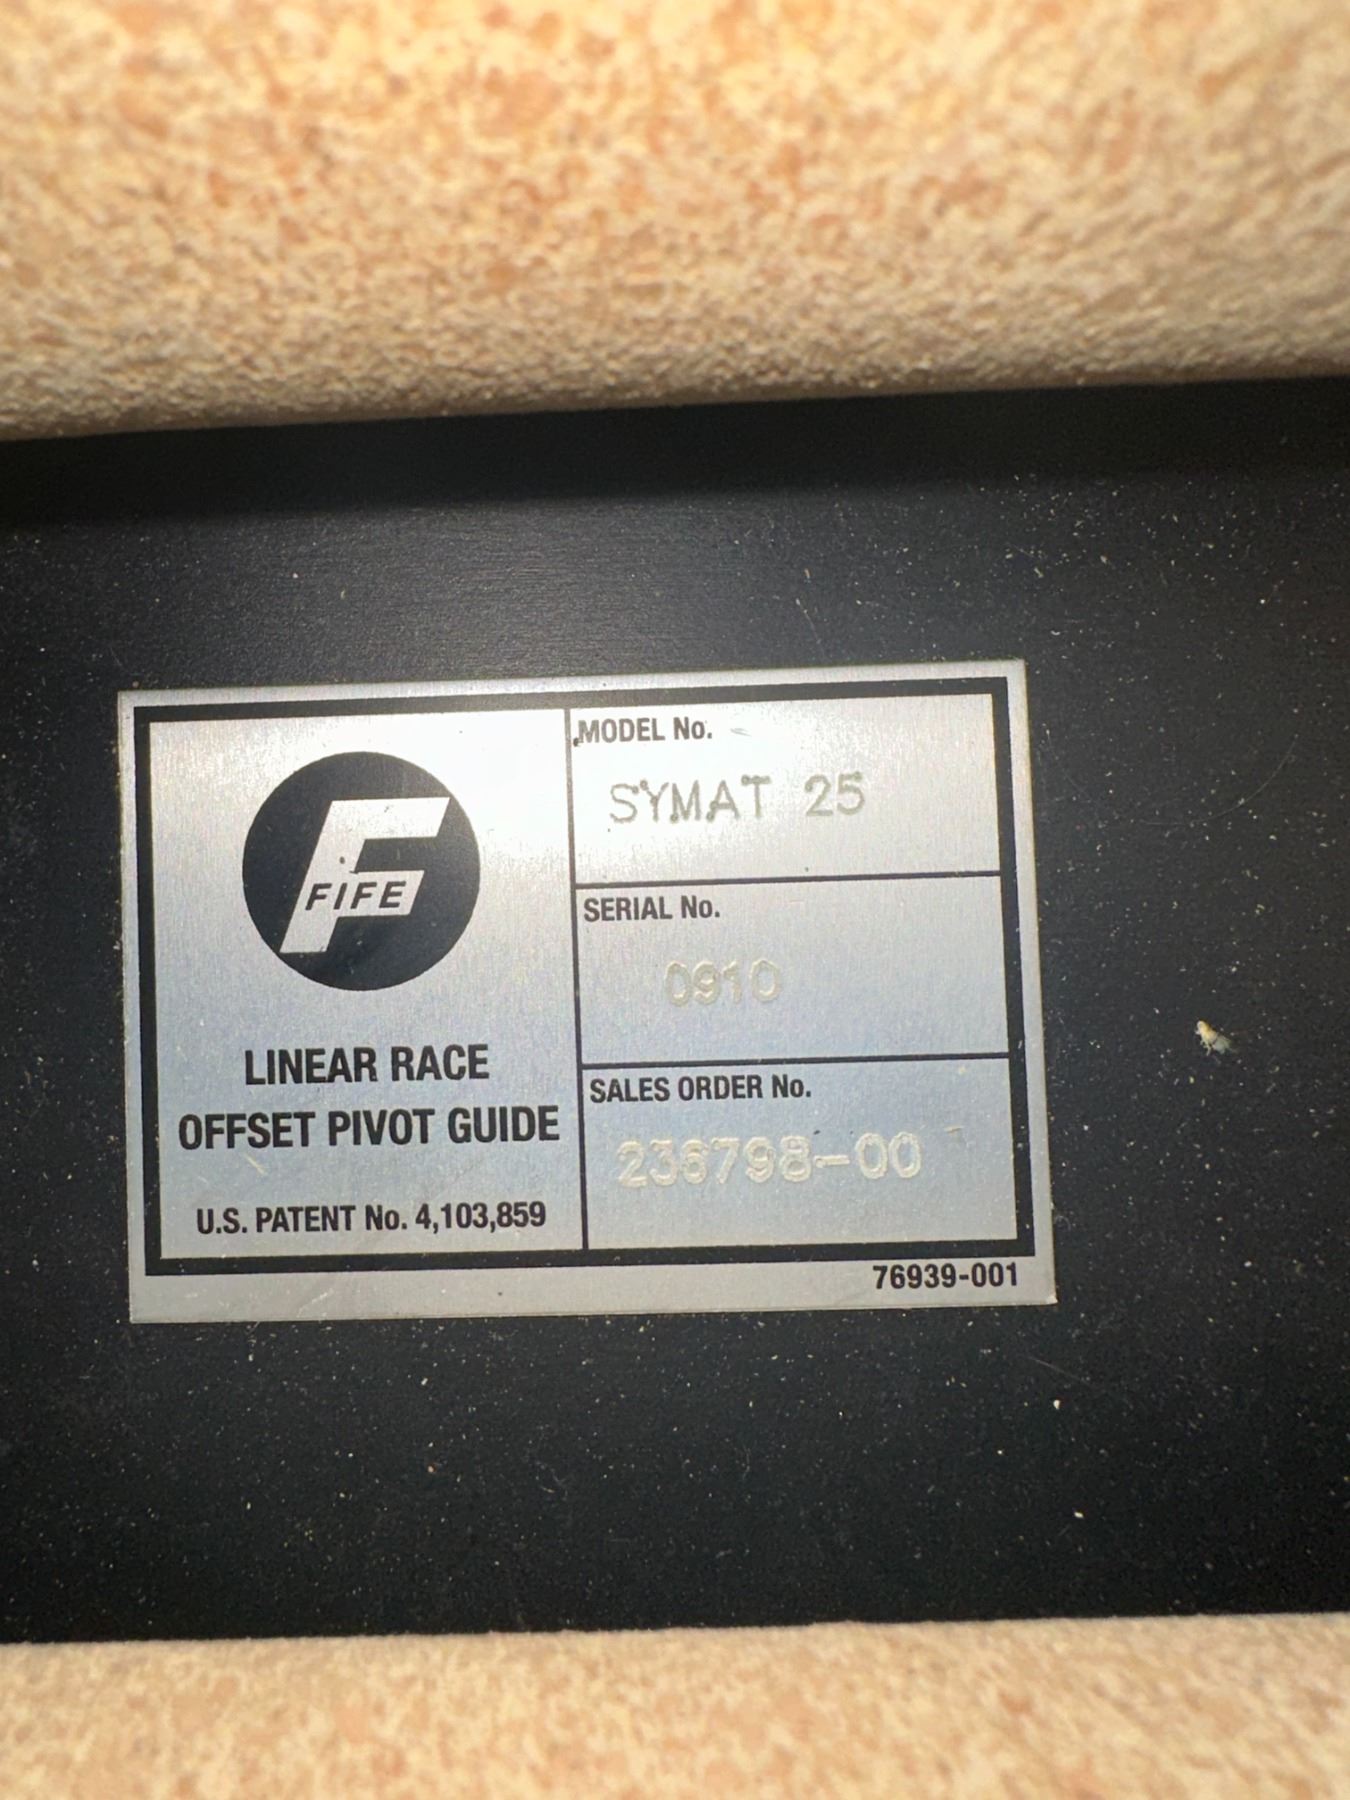 FIFE
LINEAR RACE
OFFSET PIVOT GUIDE
U.S. PATENT No. 4,103,859
MODEL No.
SYMAT 25
SERIAL No.
0910
SALES ORDER No.
236798-00
76939-001